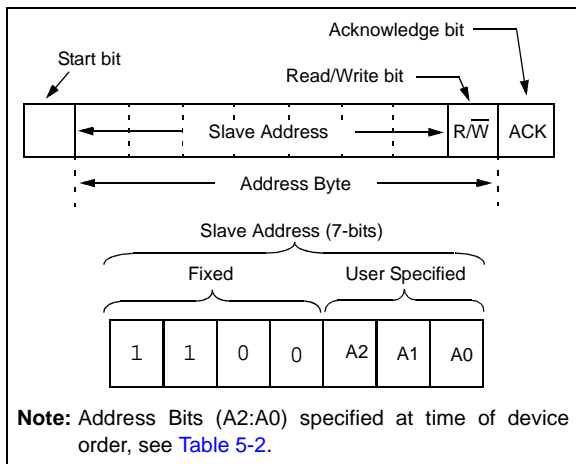 Acknowledge bit
Start bit
Read/Write bit
Slave Address
R/W̅
ACK
Address Byte
Slave Address (7-bits)
Fixed
User Specified
1 1 0 0 A2 A1 A0
Note: Address Bits (A2:A0) specified at time of device
order, see Table 5-2.